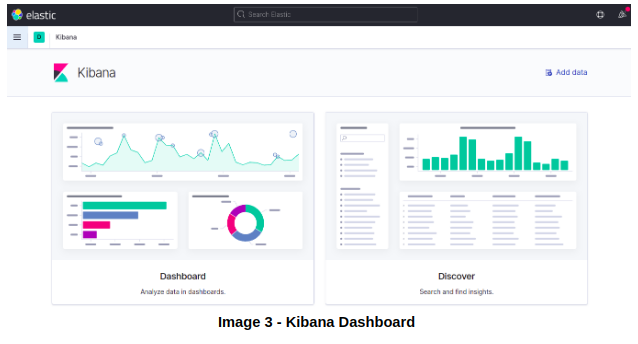 elastic
Search Elastic
D
Kibana
Kibana
Add data
Dashboard
Analyze data in dashboards.
Discover
Search and find insights.
Image 3 - Kibana Dashboard